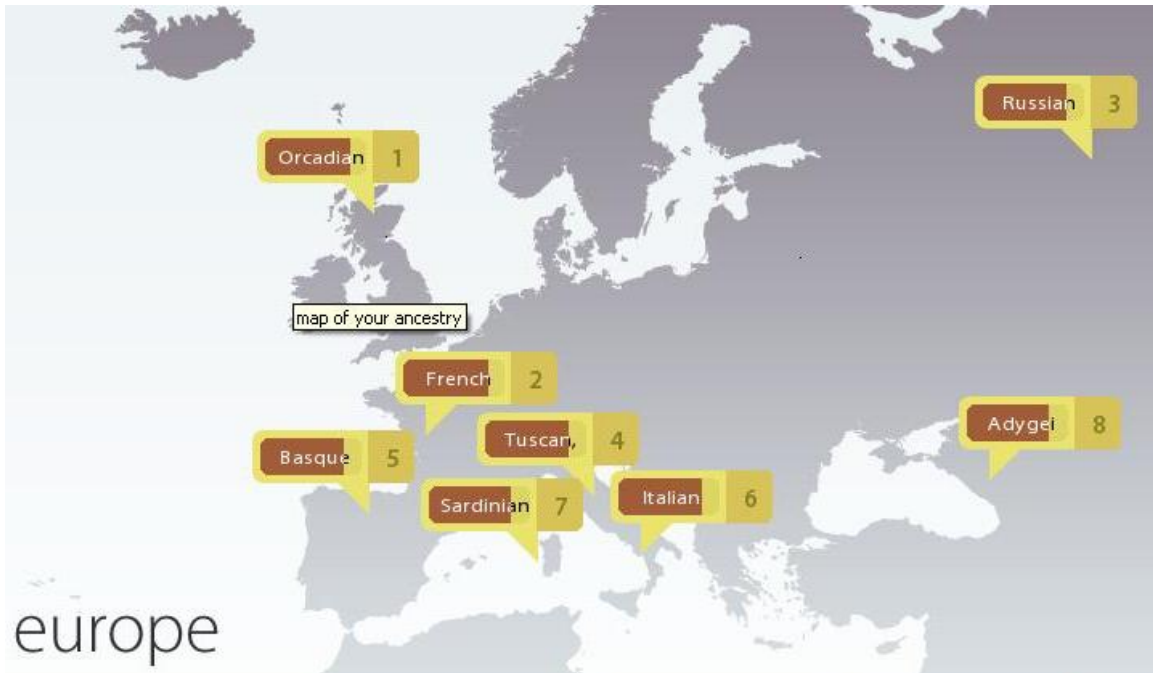 Russian 3
Orcadian 1
map of your ancestry
French 2
Adygei 8
Tuscan, 4
Basque 5
Sardinian 7
Italian 6
europe